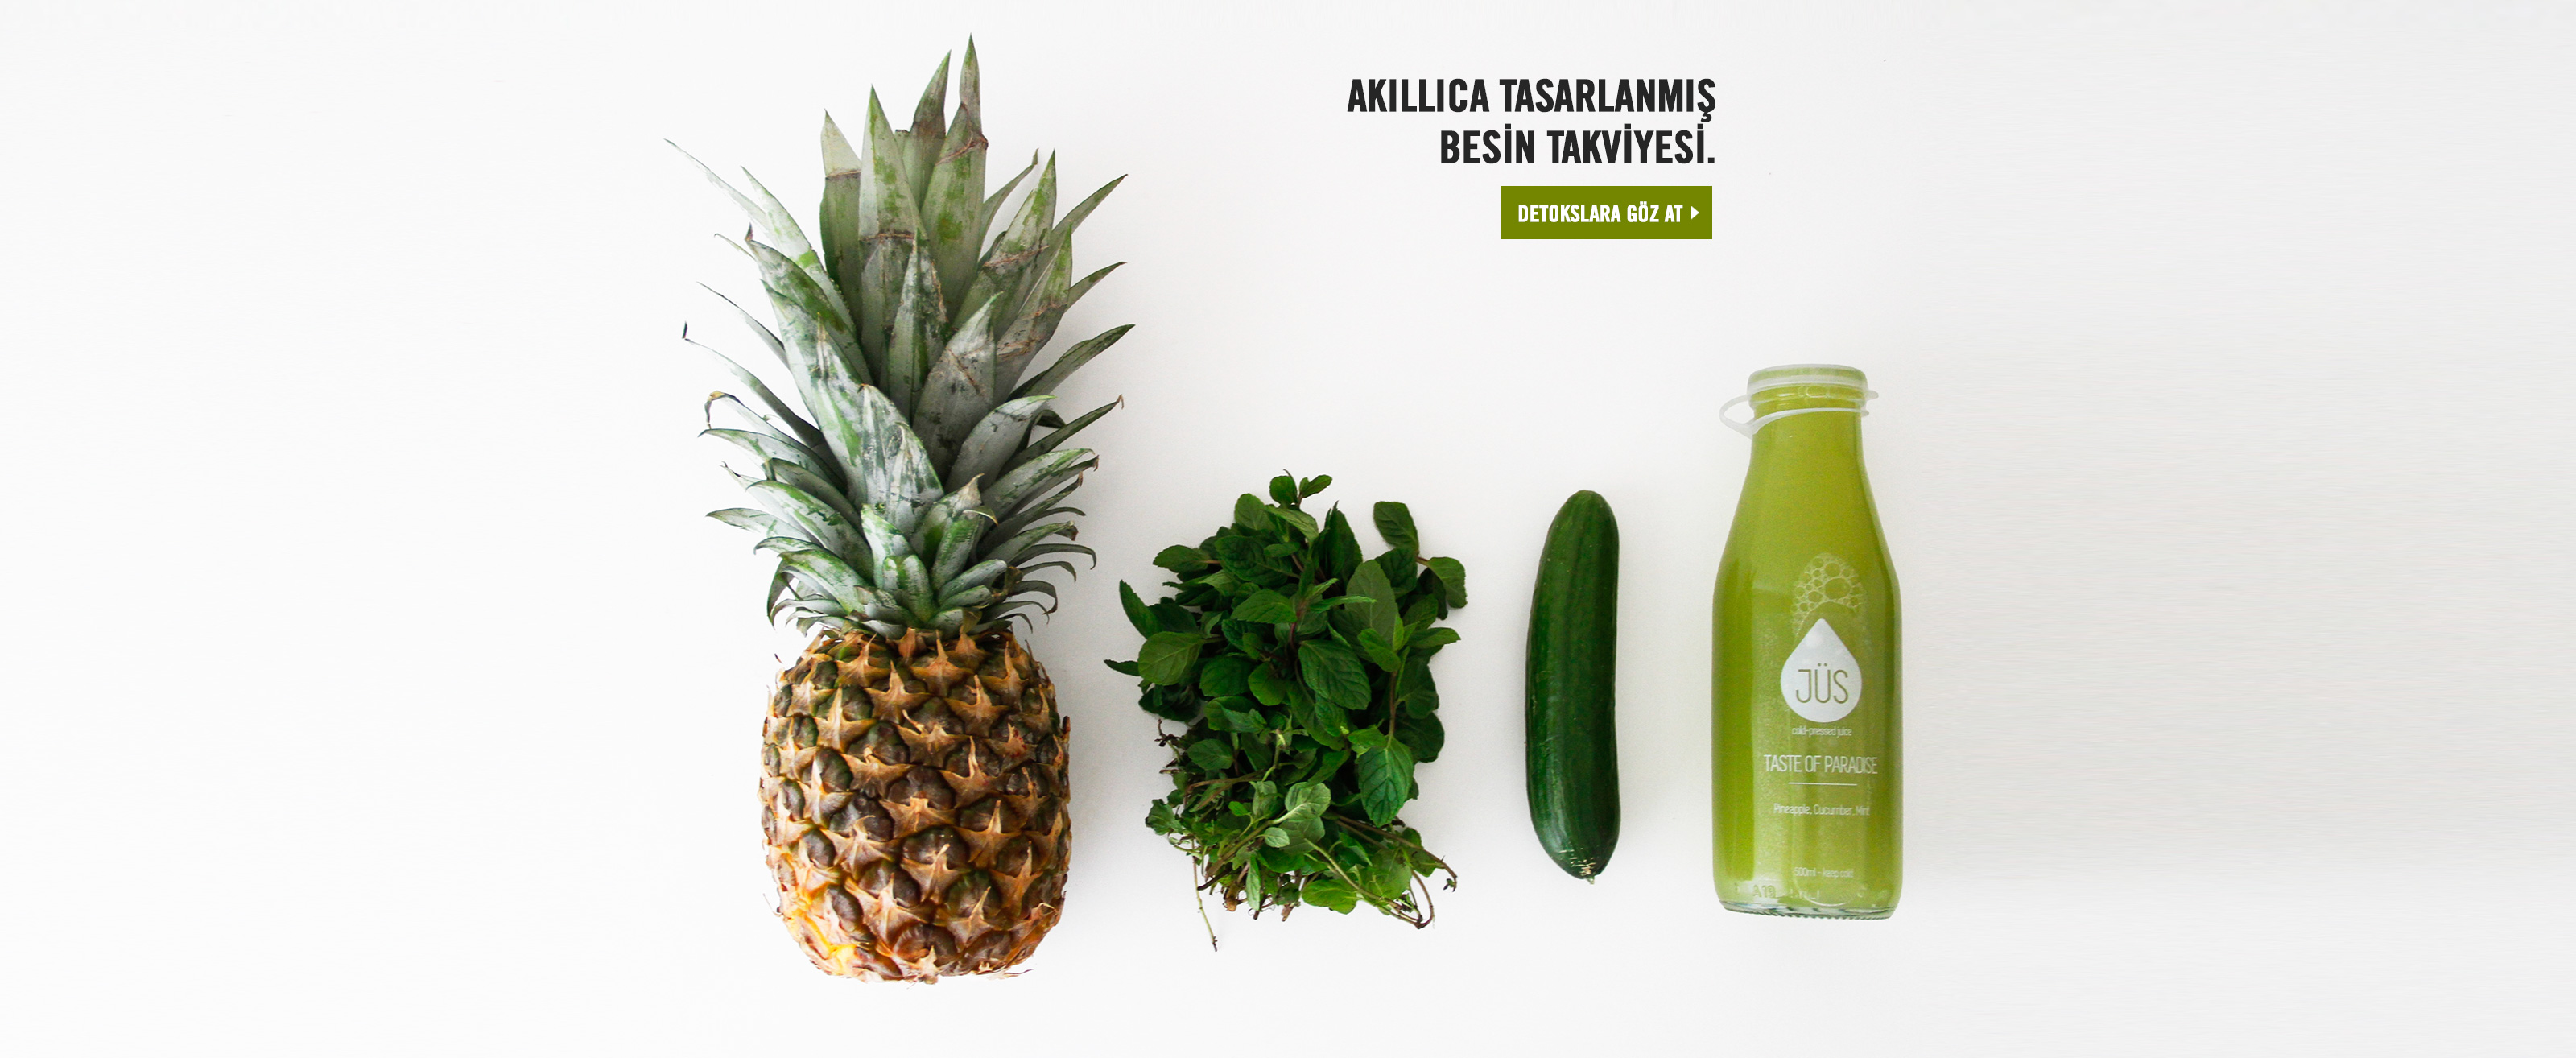 AKILLICA TASARLANMIŞ
BESİN TAKVİYESİ.
DETOKSLARA GÖZ AT
JÜS
cold-pressed juice
TASTE OF PARADISE
Pineapple, Cucumber, Mint
500ml - keep cold